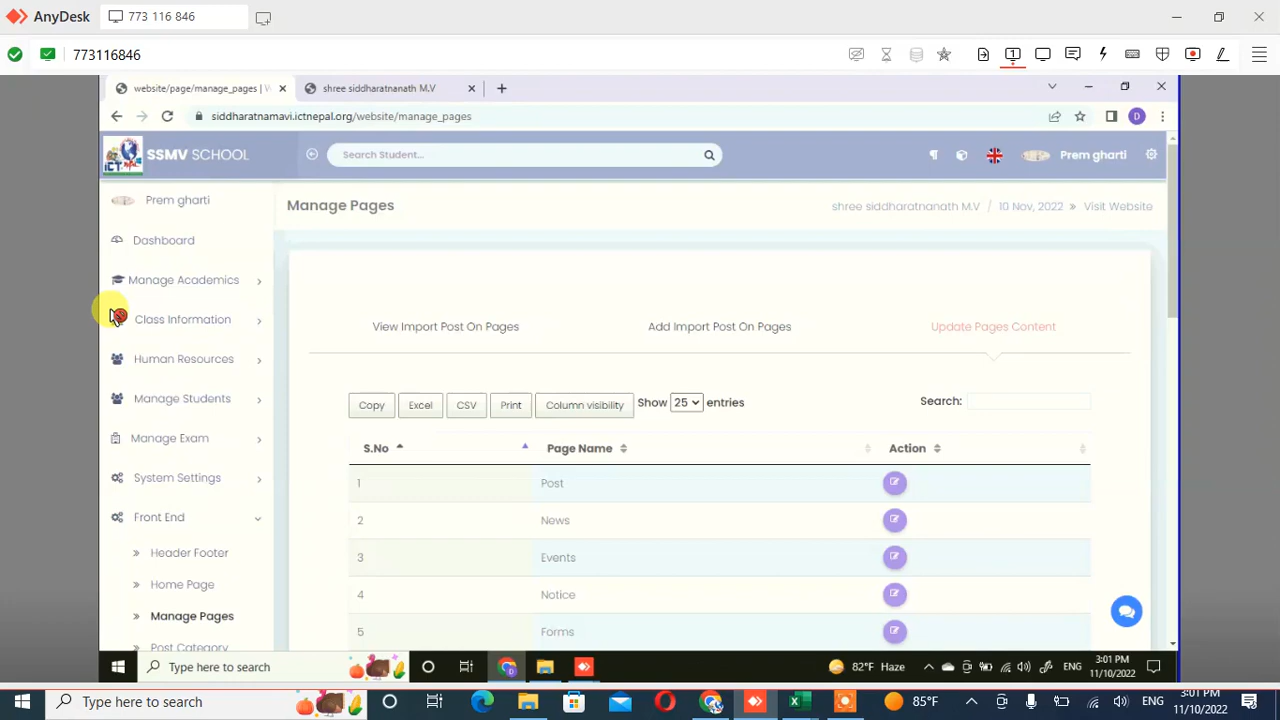 AnyDesk 773 116 846
773116846
website/page/manage_pages | W shree siddharatnanath M.V
siddharatnamavi.ictnepal.org/website/manage_pages
SSMV SCHOOL Search Student... Prem gharti
Prem gharti
Dashboard
Manage Academics
Class Information
Human Resources
Manage Students
Manage Exam
System Settings
Front End
Header Footer
Home Page
Manage Pages
Post Category
Manage Pages shree siddharatnanath M.V / 10 Nov, 2022 » Visit Website
View Import Post On Pages Add Import Post On Pages Update Pages Content
Copy Excel CSV Print Column visibility Show 25 entries Search:
S.No Page Name Action
1 Post
2 News
3 Events
4 Notice
5 Forms
Type here to search 82°F Haze ENG 3:01 PM
11/10/2022
Type here to search 85°F ENG 3:01 PM
11/10/2022